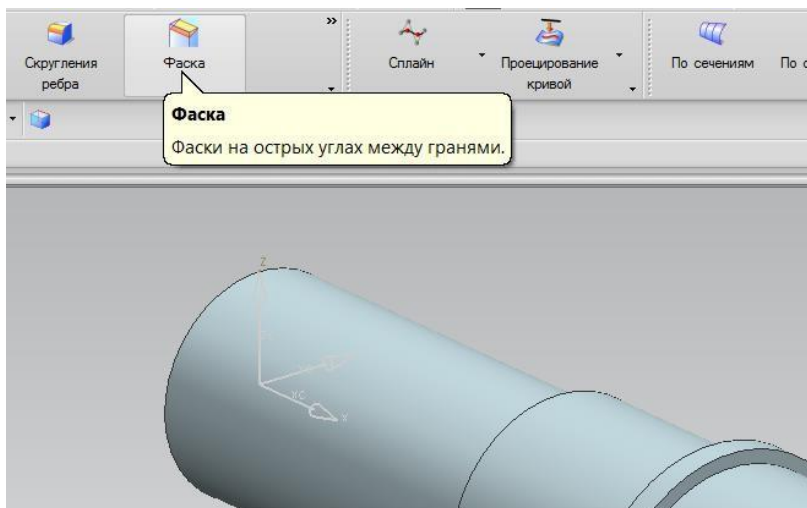 Скругления ребра
Фаска
»
Сплайн
Проецирование кривой
По сечениям
По с
Фаска
Фаски на острых углах между гранями.
Z
XC
X